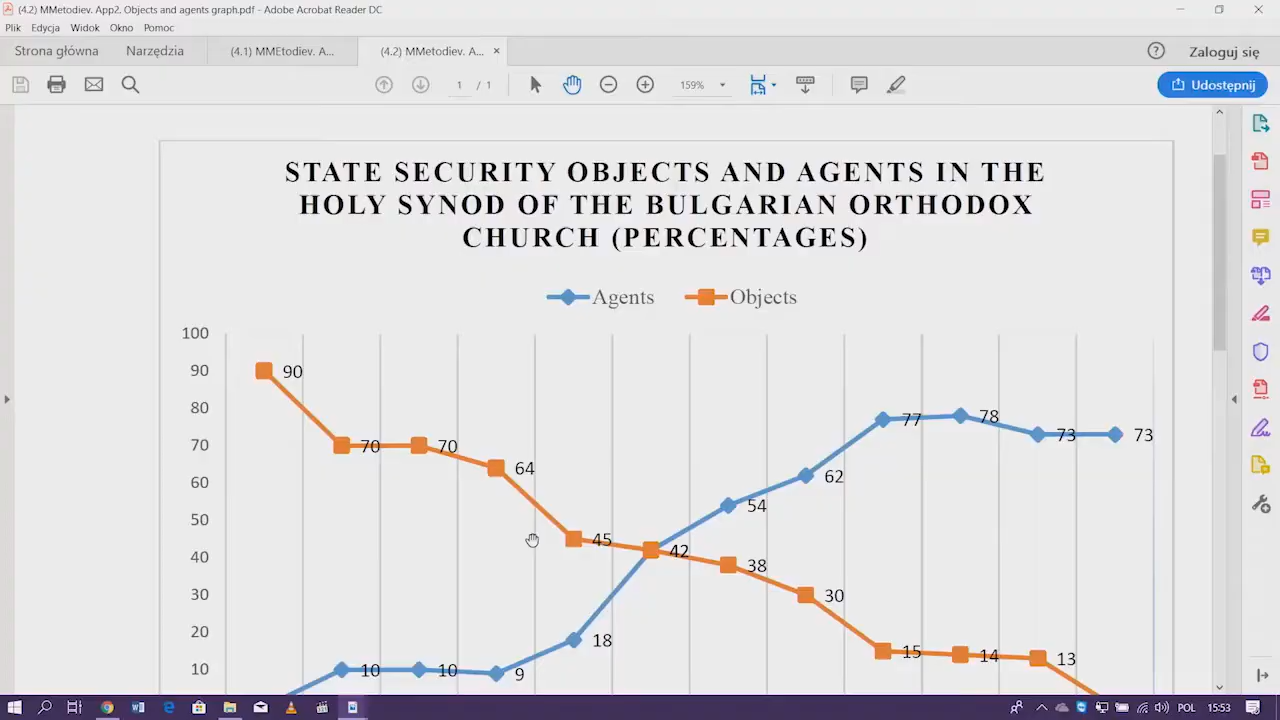 (4.2) MMetodiev. App2. Objects and agents graph.pdf - Adobe Acrobat Reader DC
Plik Edycja Widok Okno Pomoc
Strona główna Narzędzia (4.1) MMEtodiev. A... (4.2) MMetodiev. A... × Zaloguj się
1 / 1 159% Udostępnij
STATE SECURITY OBJECTS AND AGENTS IN THE
HOLY SYNOD OF THE BULGARIAN ORTHODOX
CHURCH (PERCENTAGES)
Agents Objects
100
90 90
80 77 78
70 70 70 73 73
64
60 62
50 54
45
40 42 38
30 30
20 18
15 14 13
10 10 10 9
POL 15:53